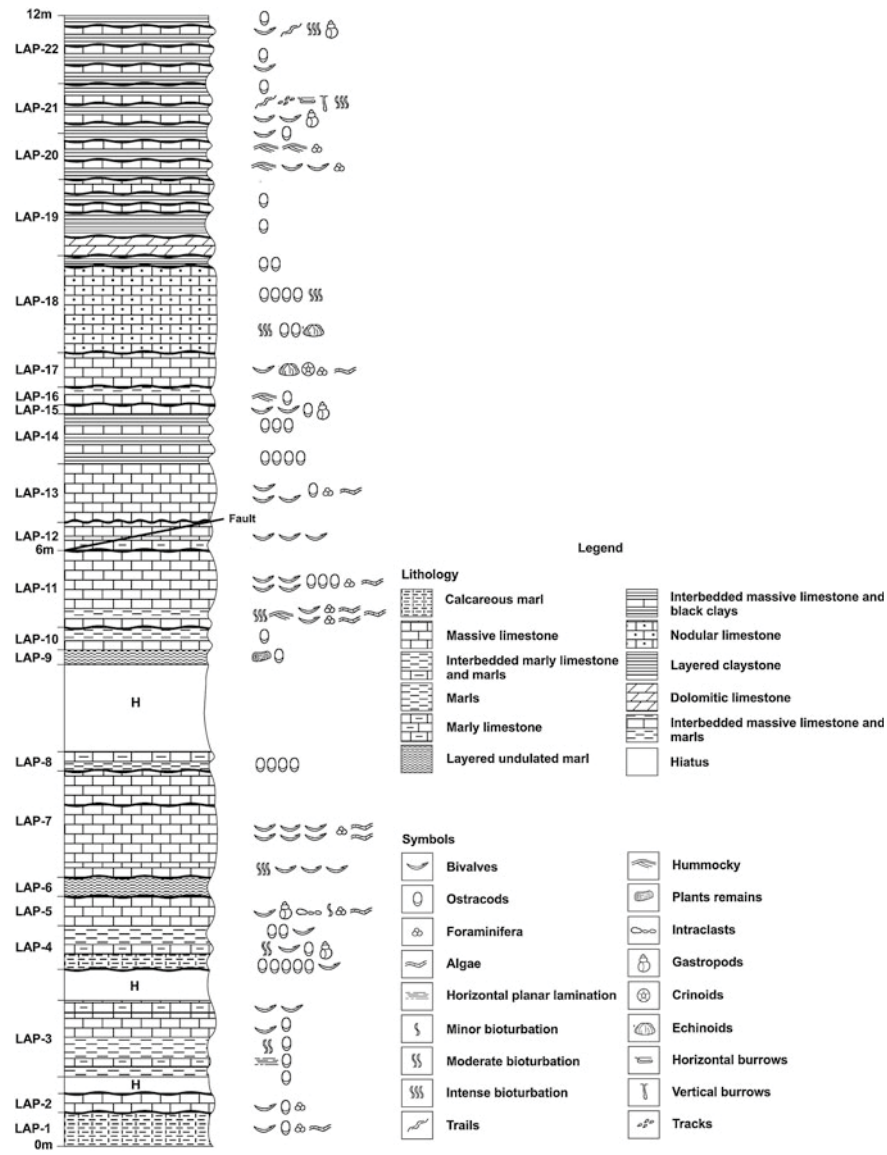 12m
LAP-22
LAP-21
LAP-20
LAP-19
LAP-18
LAP-17
LAP-16
LAP-15
LAP-14
LAP-13
Fault
LAP-12
6m
LAP-11
LAP-10
LAP-9
H
LAP-8
LAP-7
LAP-6
LAP-5
LAP-4
H
LAP-3
H
LAP-2
LAP-1
0m
Legend
Lithology
Calcareous marl
Massive limestone
Interbedded marly limestone
and marls
Marls
Marly limestone
Layered undulated marl
Interbedded massive limestone and
black clays
Nodular limestone
Layered claystone
Dolomitic limestone
Interbedded massive limestone and
marls
Hiatus
Symbols
Bivalves
Ostracods
Foraminifera
Algae
Horizontal planar lamination
Minor bioturbation
Moderate bioturbation
Intense bioturbation
Trails
Hummocky
Plants remains
Intraclasts
Gastropods
Crinoids
Echinoids
Horizontal burrows
Vertical burrows
Tracks